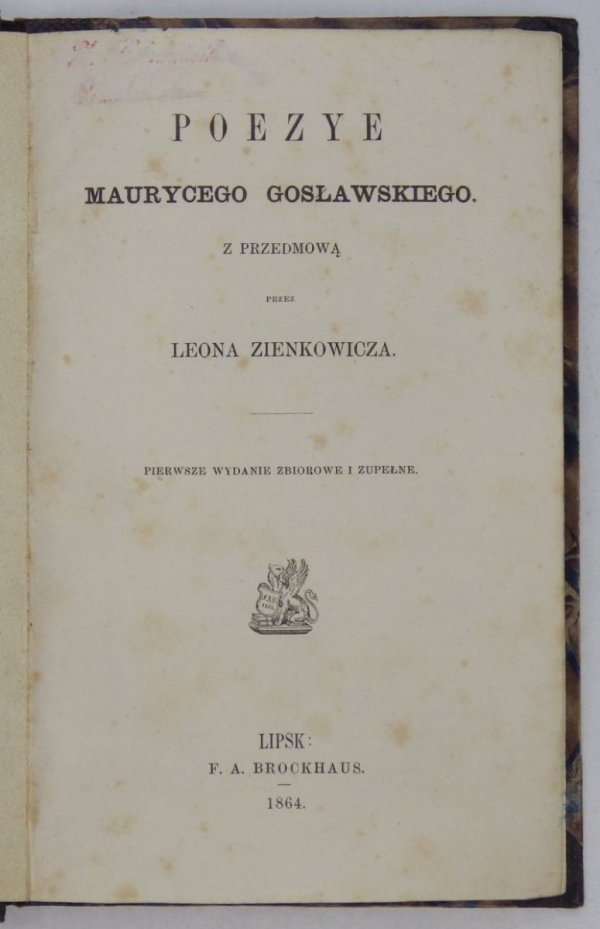 POEZYE
MAURYCEGO GOSŁAWSKIEGO.
Z PRZEDMOWĄ
PRZEZ
LEONA ZIENKOWICZA.
PIERWSZE WYDANIE ZBIOROWE I ZUPEŁNE.
LIPSK:
F. A. BROCKHAUS.
1864.